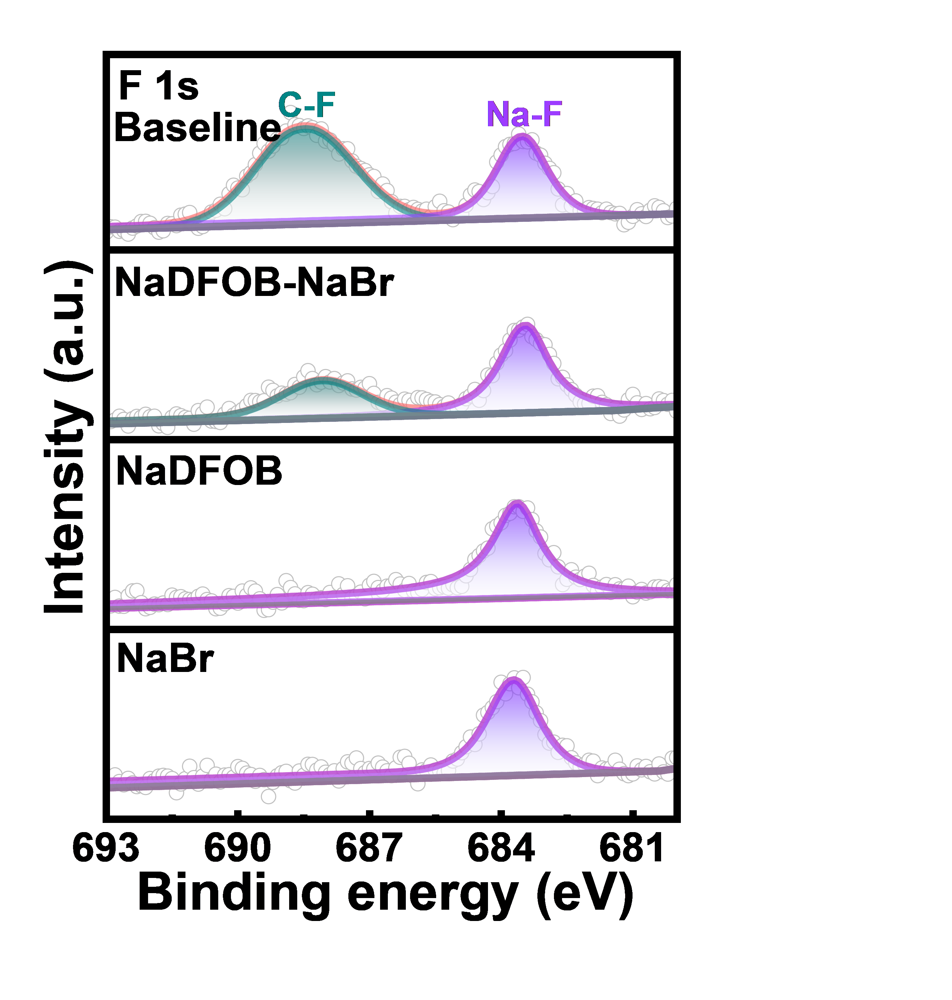 F 1s
Baseline
C-F
Na-F
NaDFOB-NaBr
NaDFOB
NaBr
Intensity (a.u.)
693 690 687 684 681
Binding energy (eV)